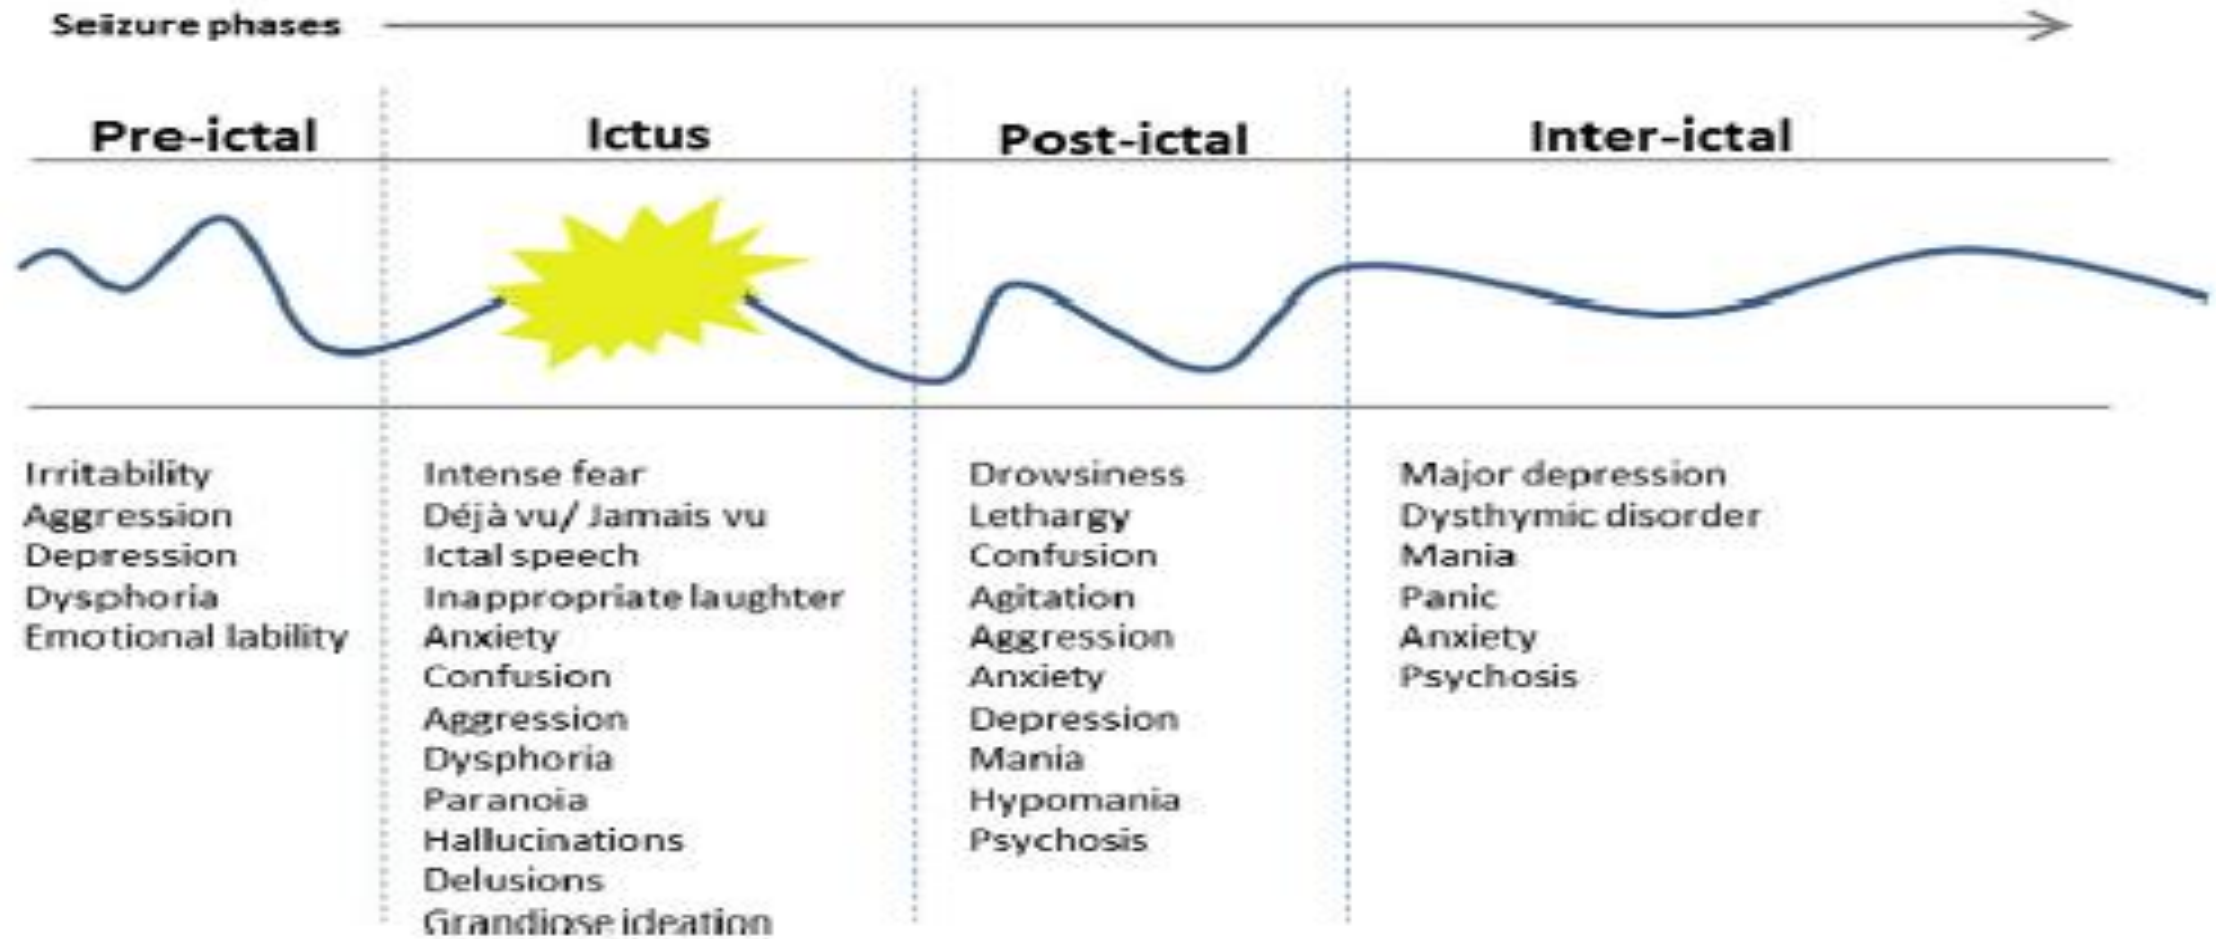 Seizure phases
Pre-ictal
Ictus
Post-ictal
Inter-ictal
Irritability
Aggression
Depression
Dysphoria
Emotional lability
Intense fear
Déjà vu/ Jamais vu
Ictal speech
Inappropriate laughter
Anxiety
Confusion
Aggression
Dysphoria
Paranoia
Hallucinations
Delusions
Grandiose ideation
Drowsiness
Lethargy
Confusion
Agitation
Aggression
Anxiety
Depression
Mania
Hypomania
Psychosis
Major depression
Dysthymic disorder
Mania
Panic
Anxiety
Psychosis